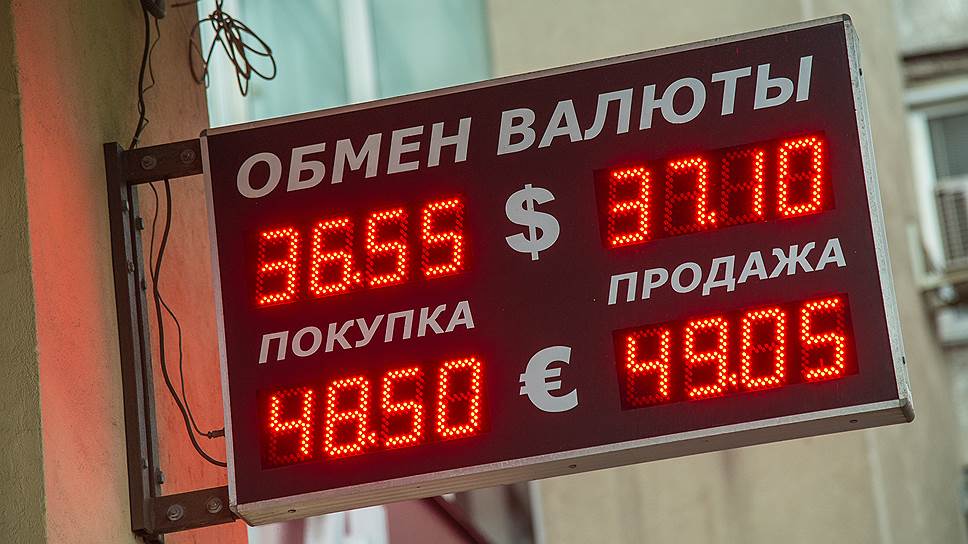 ОБМЕН ВАЛЮТЫ
36.55 $ 37.10
ПОКУПКА ПРОДАЖА
48.50 € 49.05